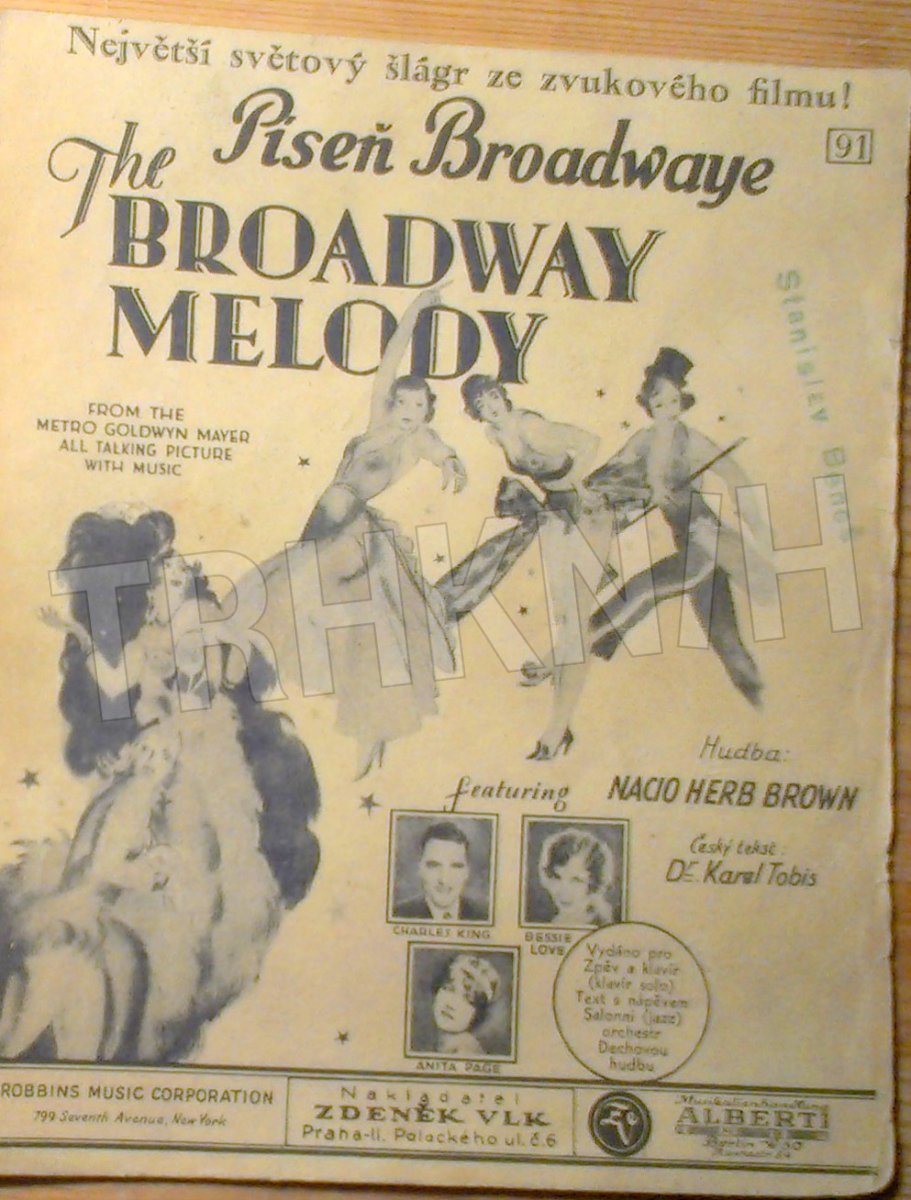 Největší světový šlágr ze zvukového filmu!
Píseň Broadwaye
91
The
BROADWAY
MELODY
FROM THE
METRO GOLDWYN MAYER
ALL TALKING PICTURE
WITH MUSIC
Stanislav
TRHKNIH
Hudba:
featuring
NACIO HERB BROWN
Český tekst:
Dr. Karel Tobis
CHARLES KING
BESSIE
LOVE
ANITA PAGE
Vydáno pro
Zpěv a klavír
(klavír solo)
Text s nápěvem
Salonní (jazz)
orchestr
Dechovou
hudbu
ROBBINS MUSIC CORPORATION
799 Seventh Avenue, New York
Nakladatel
ZDENĚK VLK
Praha-II. Palackého ul. č. 6
ALBERTI
Berlin